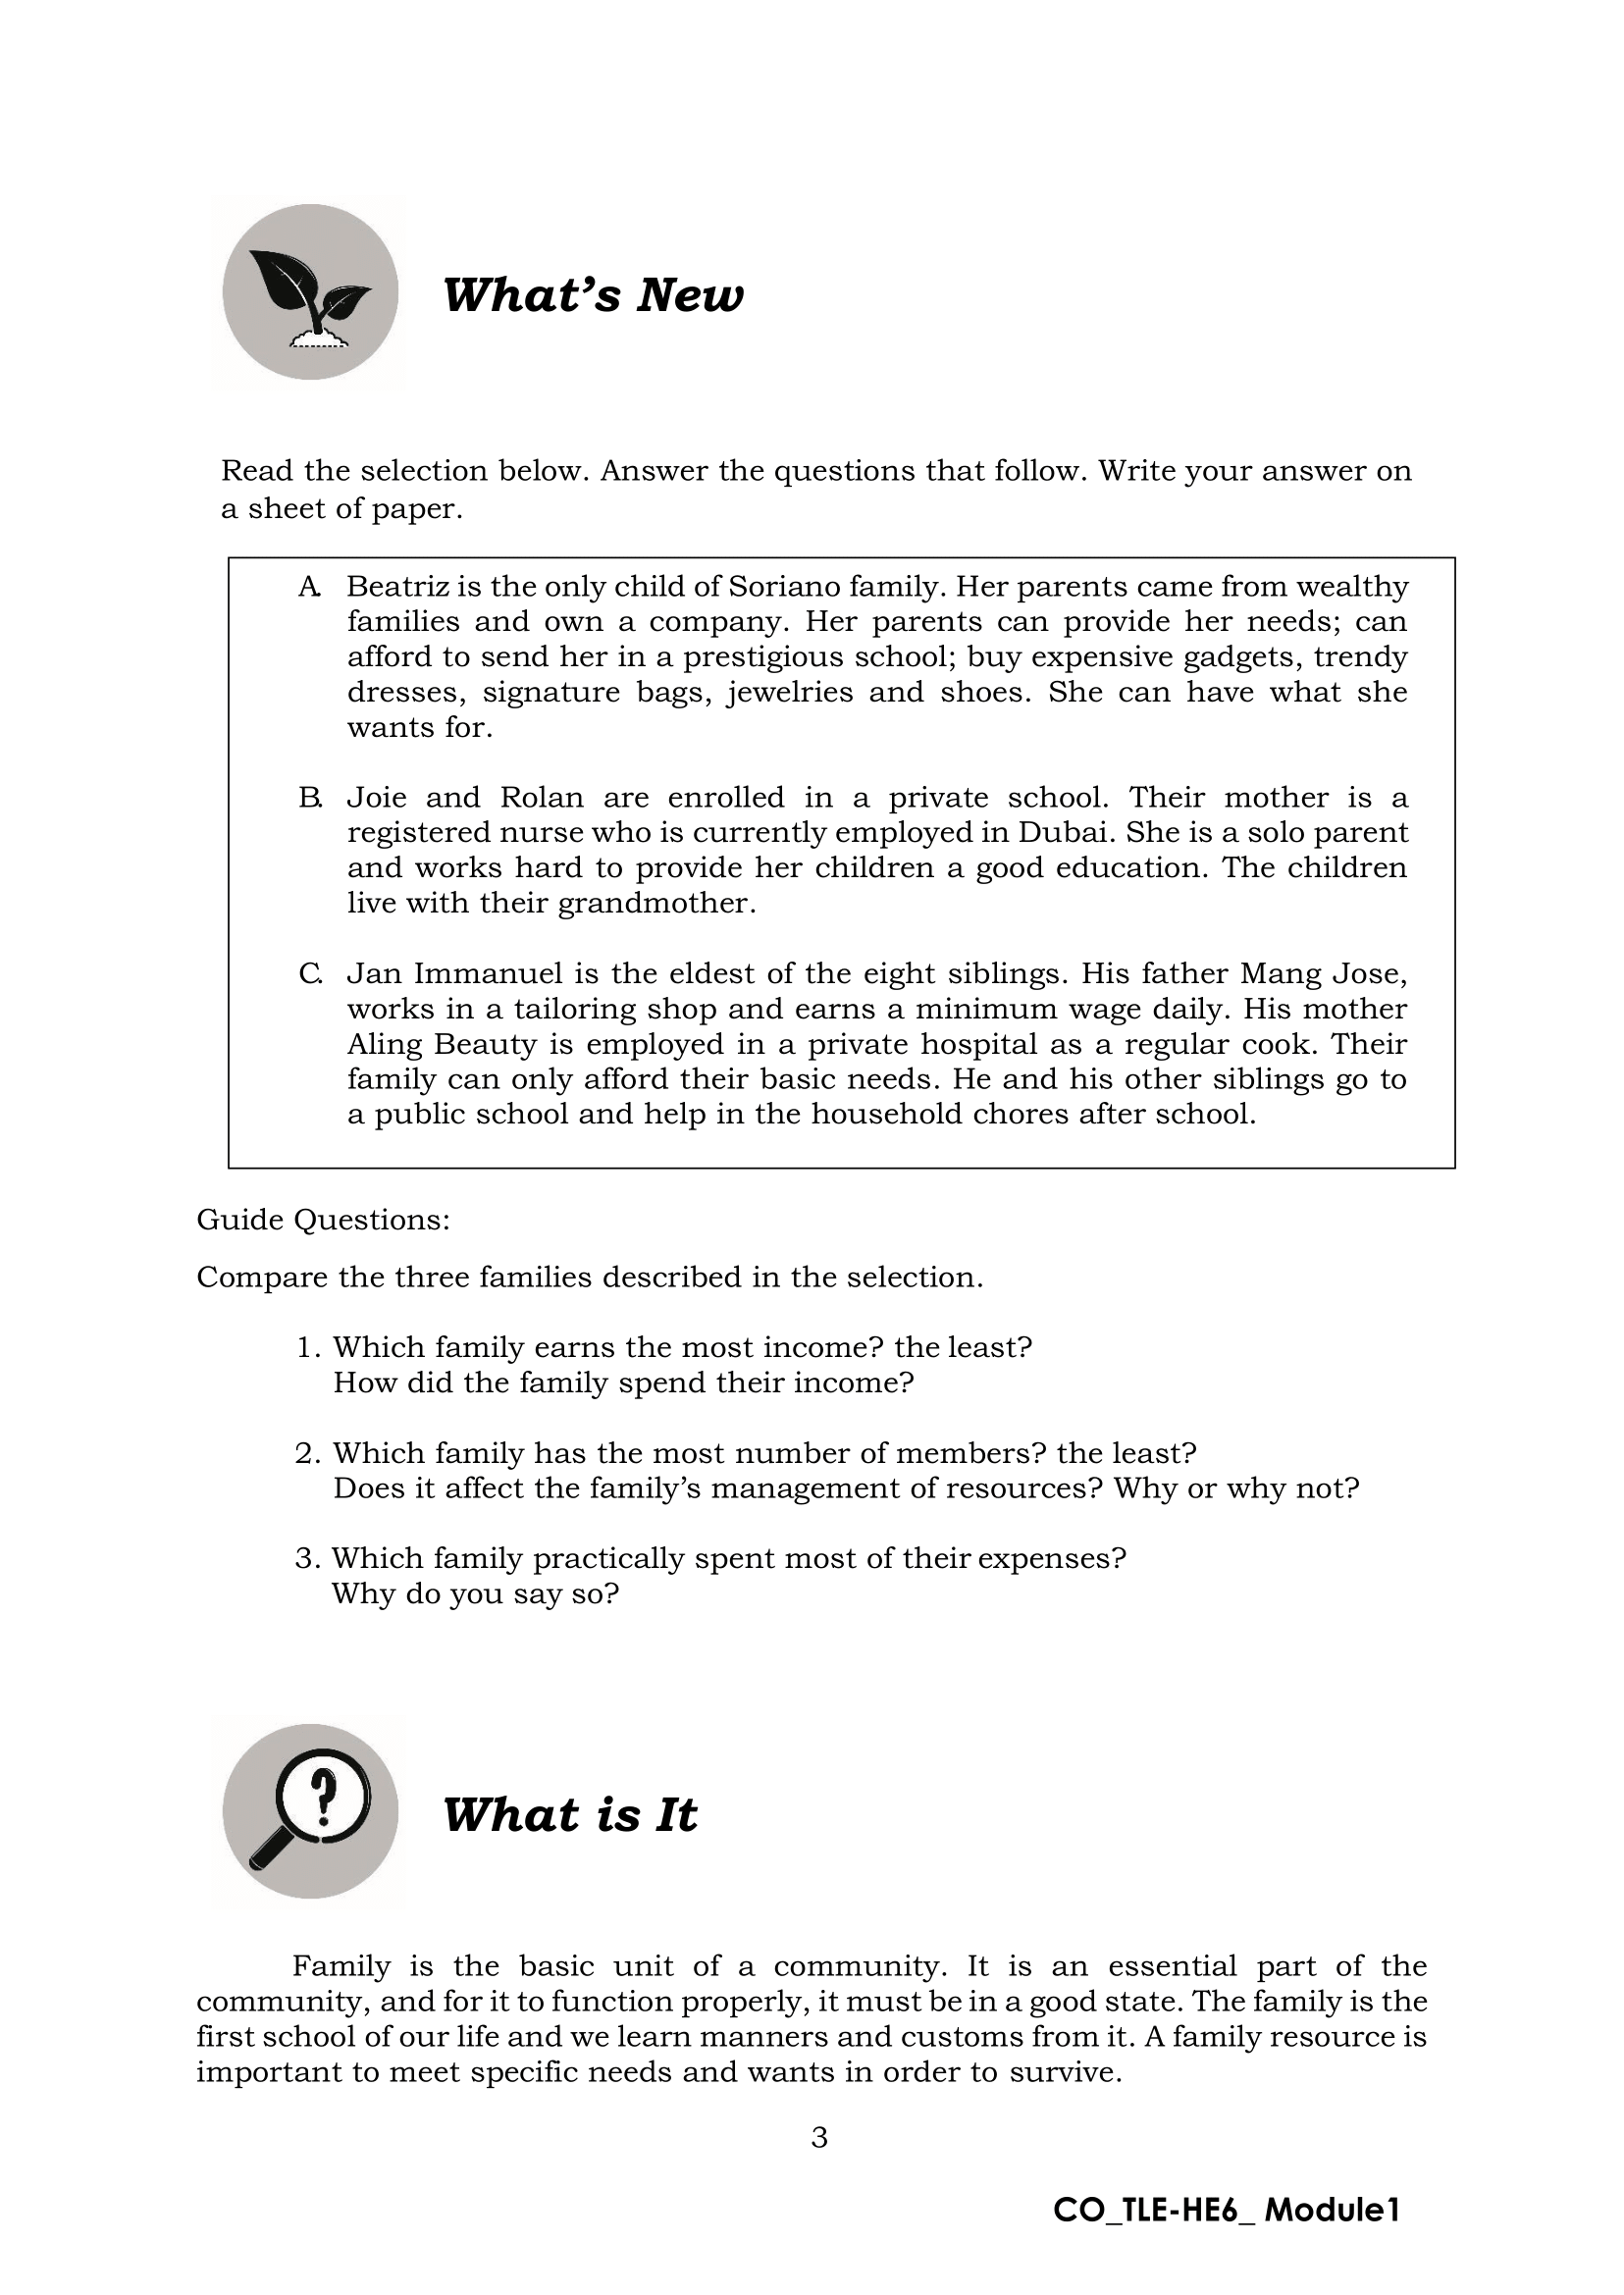 What’s New
Read the selection below. Answer the questions that follow. Write your answer on
a sheet of paper.
A. Beatriz is the only child of Soriano family. Her parents came from wealthy
families and own a company. Her parents can provide her needs; can
afford to send her in a prestigious school; buy expensive gadgets, trendy
dresses, signature bags, jewelries and shoes. She can have what she
wants for.
B. Joie and Rolan are enrolled in a private school. Their mother is a
registered nurse who is currently employed in Dubai. She is a solo parent
and works hard to provide her children a good education. The children
live with their grandmother.
C. Jan Immanuel is the eldest of the eight siblings. His father Mang Jose,
works in a tailoring shop and earns a minimum wage daily. His mother
Aling Beauty is employed in a private hospital as a regular cook. Their
family can only afford their basic needs. He and his other siblings go to
a public school and help in the household chores after school.
Guide Questions:
Compare the three families described in the selection.
1. Which family earns the most income? the least?
How did the family spend their income?
2. Which family has the most number of members? the least?
Does it affect the family’s management of resources? Why or why not?
3. Which family practically spent most of their expenses?
Why do you say so?
?
What is It
Family is the basic unit of a community. It is an essential part of the
community, and for it to function properly, it must be in a good state. The family is the
first school of our life and we learn manners and customs from it. A family resource is
important to meet specific needs and wants in order to survive.
3
CO_TLE-HE6_ Module1